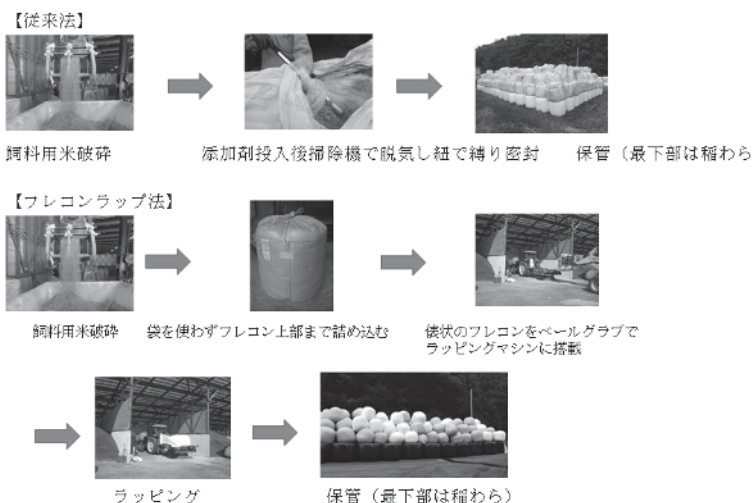 【従来法】
飼料用米破砕
添加剤投入後掃除機で脱気し紐で縛り密封
保管（最下部は稲わら
【フレコンラップ法】
飼料用米破砕
袋を使わずフレコン上部まで詰め込む
俵状のフレコンをベールグラブで
ラッピングマシンに搭載
ラッピング
保管（最下部は稲わら）